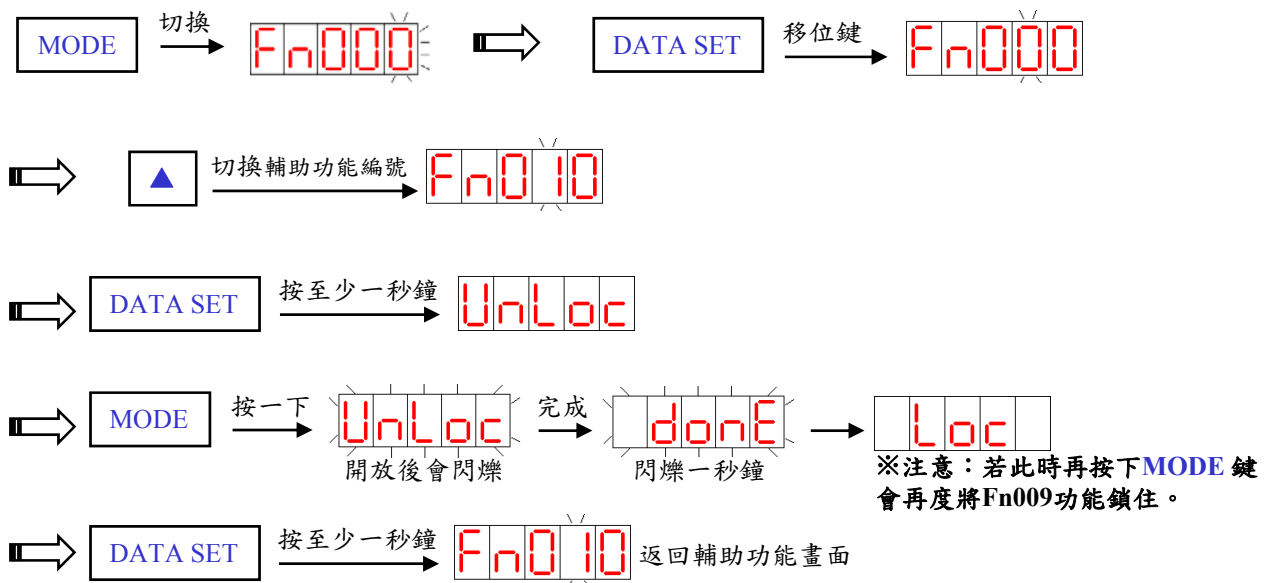 MODE 切換 Fn000 DATA SET 移位鍵 Fn000
▲ 切換輔助功能編號 Fn010
DATA SET 按至少一秒鐘 UnLoc
MODE 按一下 UnLoc 完成 donE Loc
開放後會閃爍 閃爍一秒鐘
※注意：若此時再按下MODE 鍵
會再度將Fn009功能鎖住。
DATA SET 按至少一秒鐘 Fn010 返回輔助功能畫面